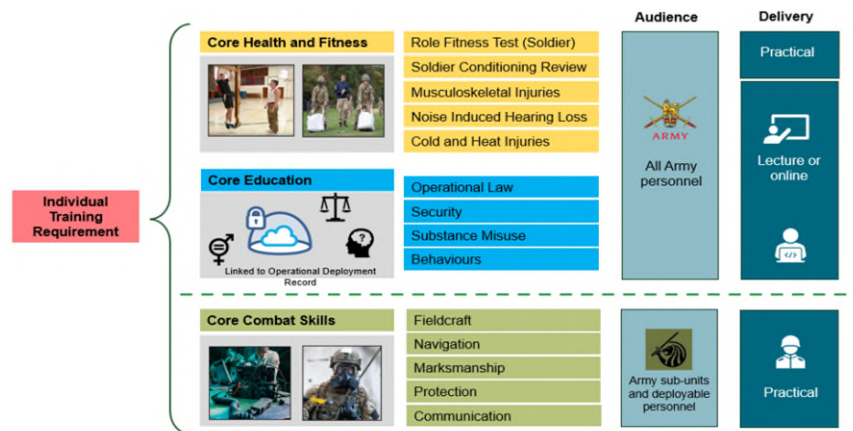 Audience
Delivery
Individual
Training
Requirement
Core Health and Fitness
Role Fitness Test (Soldier)
Soldier Conditioning Review
Musculoskeletal Injuries
Noise Induced Hearing Loss
Cold and Heat Injuries
Core Education
?
Linked to Operational Deployment
Record
Operational Law
Security
Substance Misuse
Behaviours
ARMY
All Army
personnel
Practical
Lecture or
online
</>
Core Combat Skills
Fieldcraft
Navigation
Marksmanship
Protection
Communication
Army sub-units
and deployable
personnel
Practical